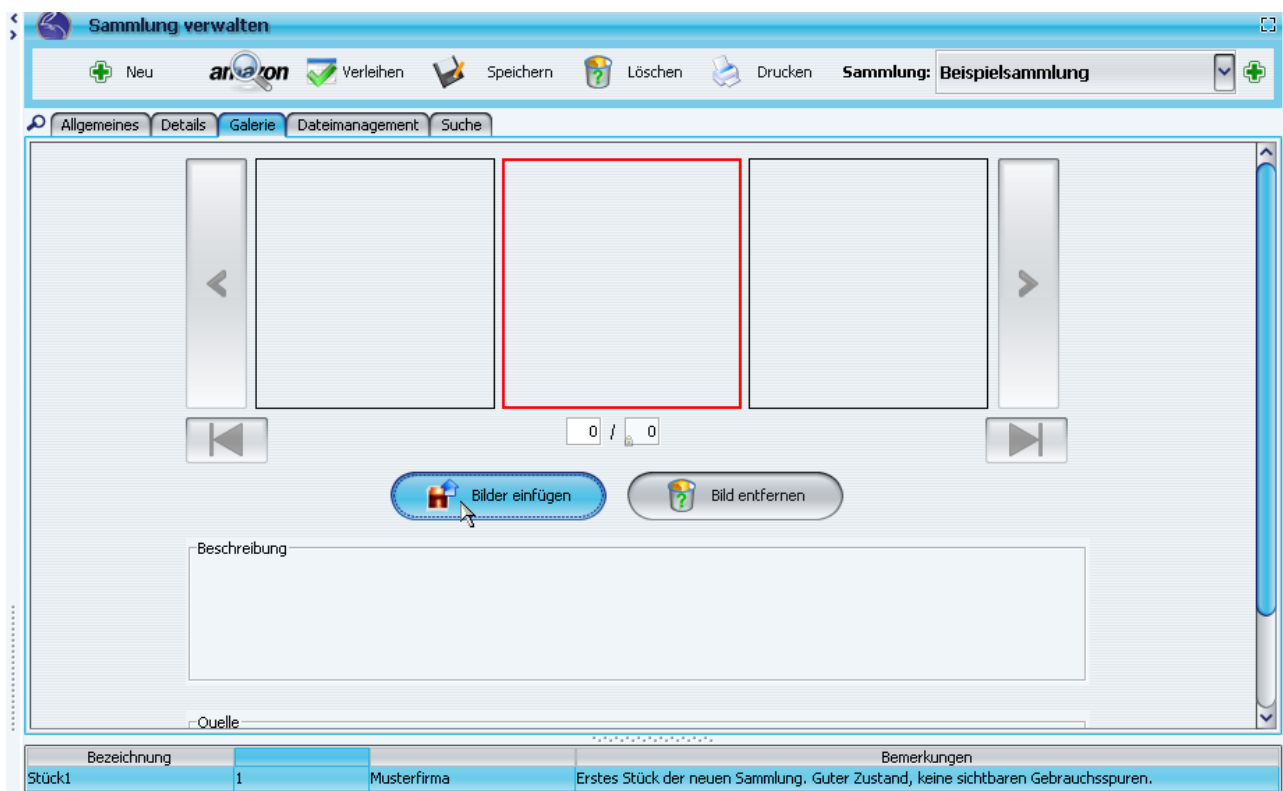 Sammlung verwalten
Neu amazon Verleihen Speichern Löschen Drucken Sammlung: Beispielsammlung
Allgemeines Details Galerie Dateimanagement Suche
0 / 0
Bilder einfügen Bild entfernen
Beschreibung
Quelle
Bezeichnung Bemerkungen
Stück1 1 Musterfirma Erstes Stück der neuen Sammlung. Guter Zustand, keine sichtbaren Gebrauchsspuren.